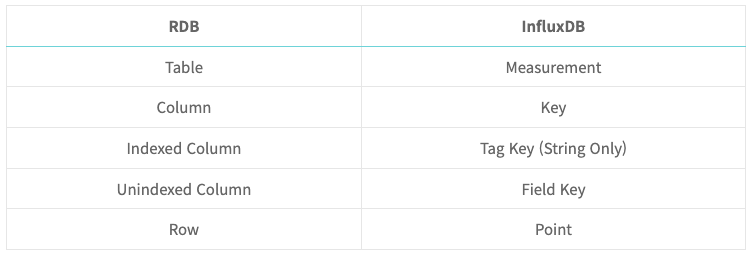 RDB InfluxDB
Table Measurement
Column Key
Indexed Column Tag Key (String Only)
Unindexed Column Field Key
Row Point